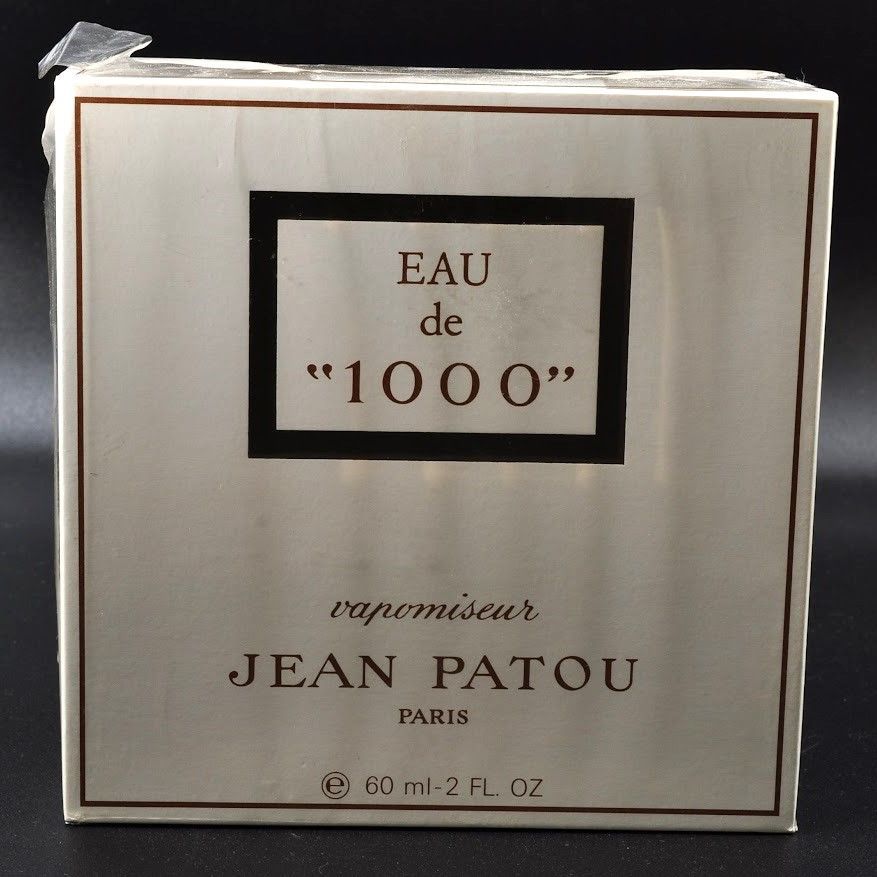 EAU
de
“1000”
vapomiseur
JEAN PATOU
PARIS
℮ 60 ml-2 FL. OZ